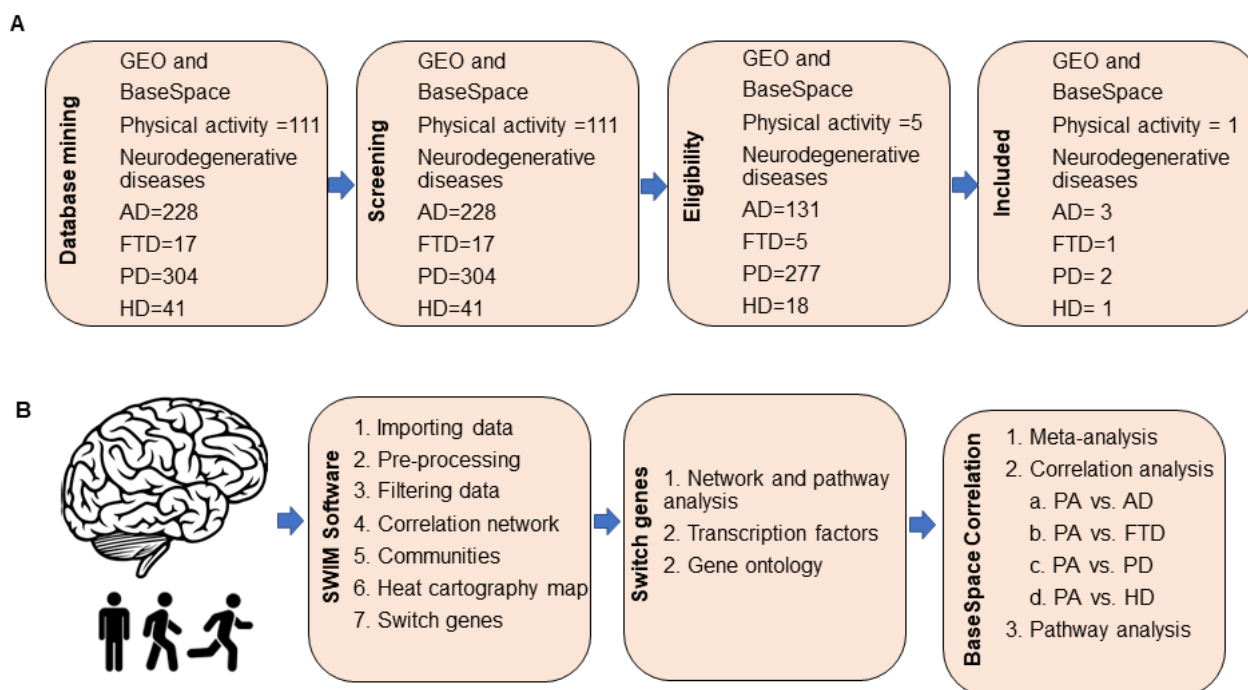 A
Database mining
GEO and
BaseSpace
Physical activity =111
Neurodegenerative
diseases
AD=228
FTD=17
PD=304
HD=41
Screening
GEO and
BaseSpace
Physical activity =111
Neurodegenerative
diseases
AD=228
FTD=17
PD=304
HD=41
Eligibility
GEO and
BaseSpace
Physical activity =5
Neurodegenerative
diseases
AD=131
FTD=5
PD=277
HD=18
Included
GEO and
BaseSpace
Physical activity = 1
Neurodegenerative
diseases
AD= 3
FTD=1
PD= 2
HD= 1
B
SWIM Software
1. Importing data
2. Pre-processing
3. Filtering data
4. Correlation network
5. Communities
6. Heat cartography map
7. Switch genes
Switch genes
1. Network and pathway
analysis
2. Transcription factors
2. Gene ontology
BaseSpace Correlation
1. Meta-analysis
2. Correlation analysis
a. PA vs. AD
b. PA vs. FTD
c. PA vs. PD
d. PA vs. HD
3. Pathway analysis